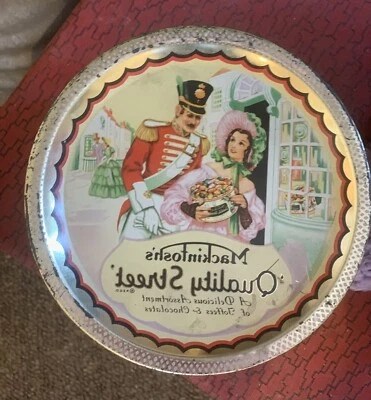 Mackintosh's
'Quality Street'
A Delicious Assortment
of Toffees & Chocolates